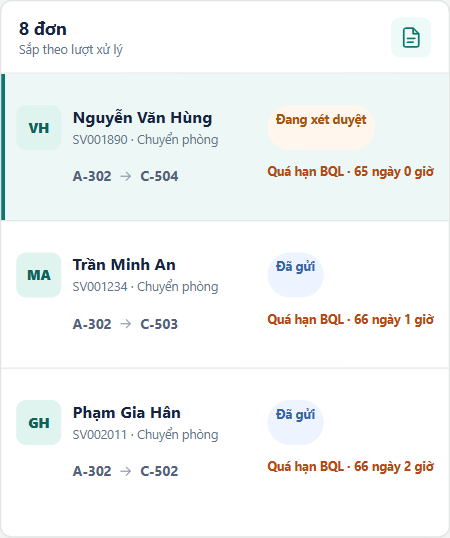 8 đơn
Sắp theo lượt xử lý
VH
Nguyễn Văn Hùng
SV001890 · Chuyển phòng
A-302 → C-504
Đang xét duyệt
Quá hạn BQL · 65 ngày 0 giờ
MA
Trần Minh An
SV001234 · Chuyển phòng
A-302 → C-503
Đã gửi
Quá hạn BQL · 66 ngày 1 giờ
GH
Phạm Gia Hân
SV002011 · Chuyển phòng
A-302 → C-502
Đã gửi
Quá hạn BQL · 66 ngày 2 giờ